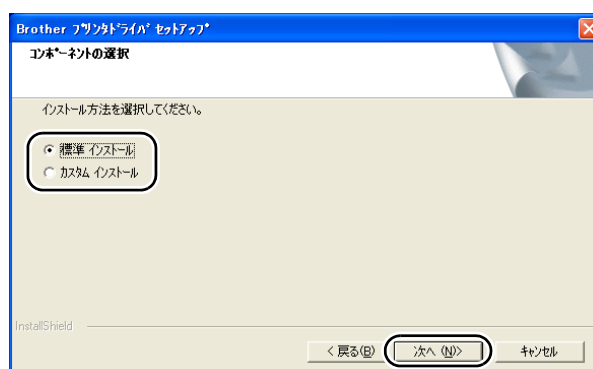 Brother プリンタドライバ セットアップ
コンポーネントの選択
インストール方法を選択してください。
標準 インストール
カスタム インストール
InstallShield
< 戻る(B)
次へ (N)>
キャンセル